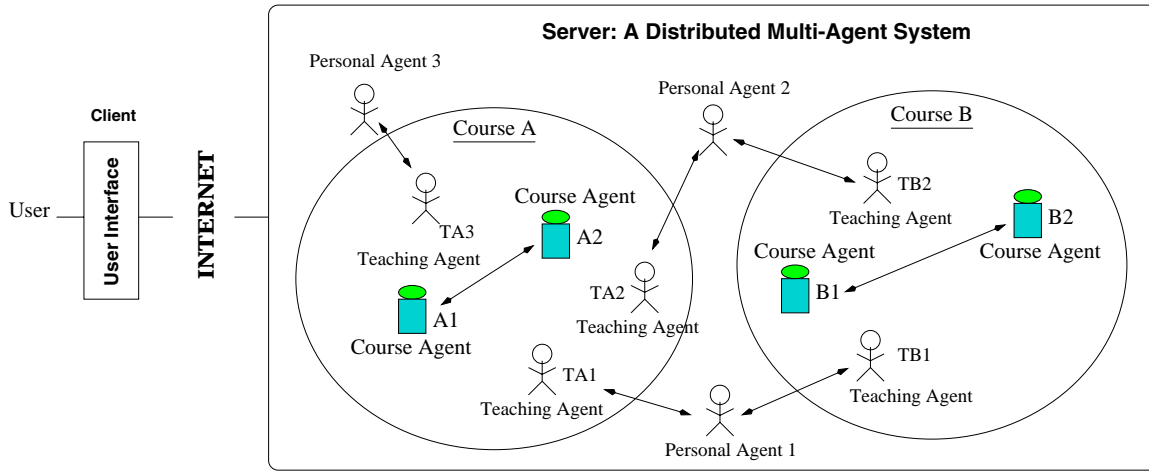 Server: A Distributed Multi-Agent System
Personal Agent 3
Personal Agent 2
Client
Course A
Course B
User
User Interface
INTERNET
TA3
Teaching Agent
Course Agent
A2
A1
Course Agent
TA2
Teaching Agent
TA1
Teaching Agent
TB2
Teaching Agent
B2
Course Agent
Course Agent
B1
TB1
Teaching Agent
Personal Agent 1